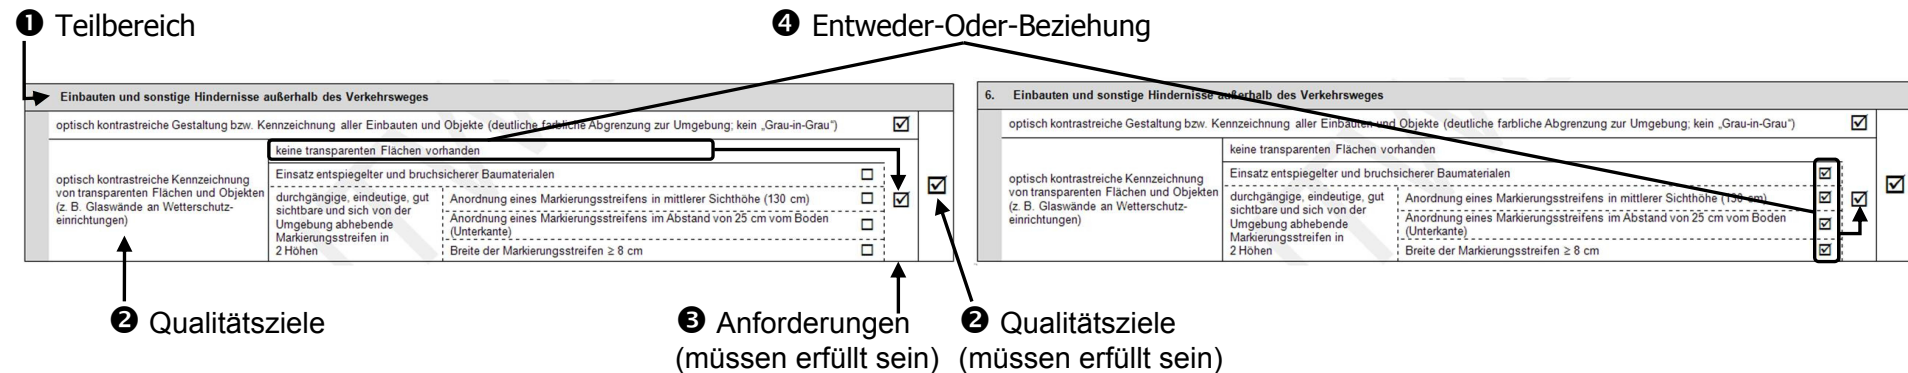 ❶ Teilbereich
❹ Entweder-Oder-Beziehung
Einbauten und sonstige Hindernisse außerhalb des Verkehrsweges
optisch kontrastreiche Gestaltung bzw. Kennzeichnung aller Einbauten und Objekte (deutliche farbliche Abgrenzung zur Umgebung; kein „Grau-in-Grau“) ☑
optisch kontrastreiche Kennzeichnung
von transparenten Flächen und Objekten
(z. B. Glaswände an Wetterschutz-
einrichtungen)
keine transparenten Flächen vorhanden
Einsatz entspiegelter und bruchsicherer Baumaterialien ☐
durchgängige, eindeutige, gut
sichtbare und sich von der
Umgebung abhebende
Markierungsstreifen in
2 Höhen
Anordnung eines Markierungsstreifens in mittlerer Sichthöhe (130 cm) ☐
Anordnung eines Markierungsstreifens im Abstand von 25 cm vom Boden
(Unterkante) ☐
Breite der Markierungsstreifen ≥ 8 cm ☐
☑
☑
6. Einbauten und sonstige Hindernisse außerhalb des Verkehrsweges
optisch kontrastreiche Gestaltung bzw. Kennzeichnung aller Einbauten und Objekte (deutliche farbliche Abgrenzung zur Umgebung; kein „Grau-in-Grau“) ☑
optisch kontrastreiche Kennzeichnung
von transparenten Flächen und Objekten
(z. B. Glaswände an Wetterschutz-
einrichtungen)
keine transparenten Flächen vorhanden
Einsatz entspiegelter und bruchsicherer Baumaterialien ☑
durchgängige, eindeutige, gut
sichtbare und sich von der
Umgebung abhebende
Markierungsstreifen in
2 Höhen
Anordnung eines Markierungsstreifens in mittlerer Sichthöhe (130 cm) ☑
Anordnung eines Markierungsstreifens im Abstand von 25 cm vom Boden
(Unterkante) ☑
Breite der Markierungsstreifen ≥ 8 cm ☑
☑
☑
❷ Qualitätsziele
❸ Anforderungen
(müssen erfüllt sein)
❷ Qualitätsziele
(müssen erfüllt sein)